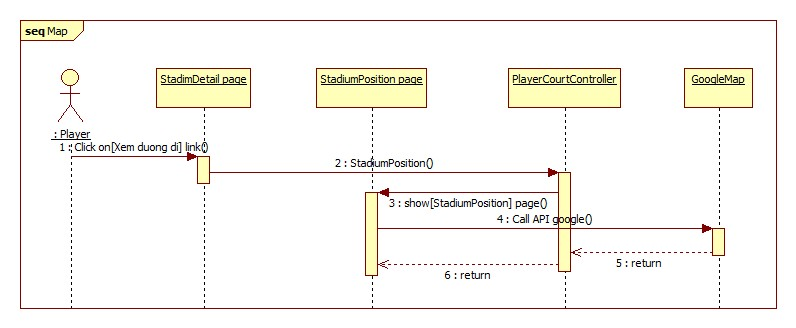 seq Map
StadimDetail page
StadiumPosition page
PlayerCourtController
GoogleMap
: Player
1 : Click on[Xem duong di] link()
2 : StadiumPosition()
3 : show[StadiumPosition] page()
4 : Call API google()
5 : return
6 : return